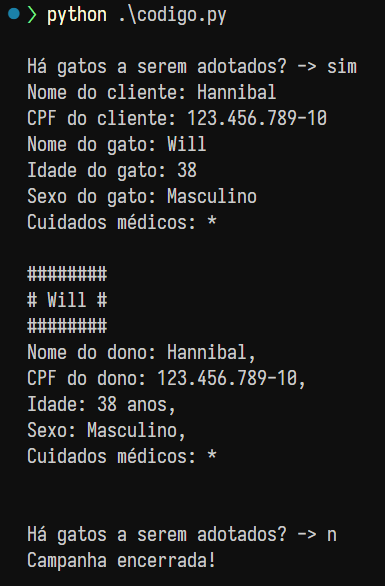 ❯ python .\codigo.py
Há gatos a serem adotados? -> sim
Nome do cliente: Hannibal
CPF do cliente: 123.456.789-10
Nome do gato: Will
Idade do gato: 38
Sexo do gato: Masculino
Cuidados médicos: *
########
# Will #
########
Nome do dono: Hannibal,
CPF do dono: 123.456.789-10,
Idade: 38 anos,
Sexo: Masculino,
Cuidados médicos: *
Há gatos a serem adotados? -> n
Campanha encerrada!